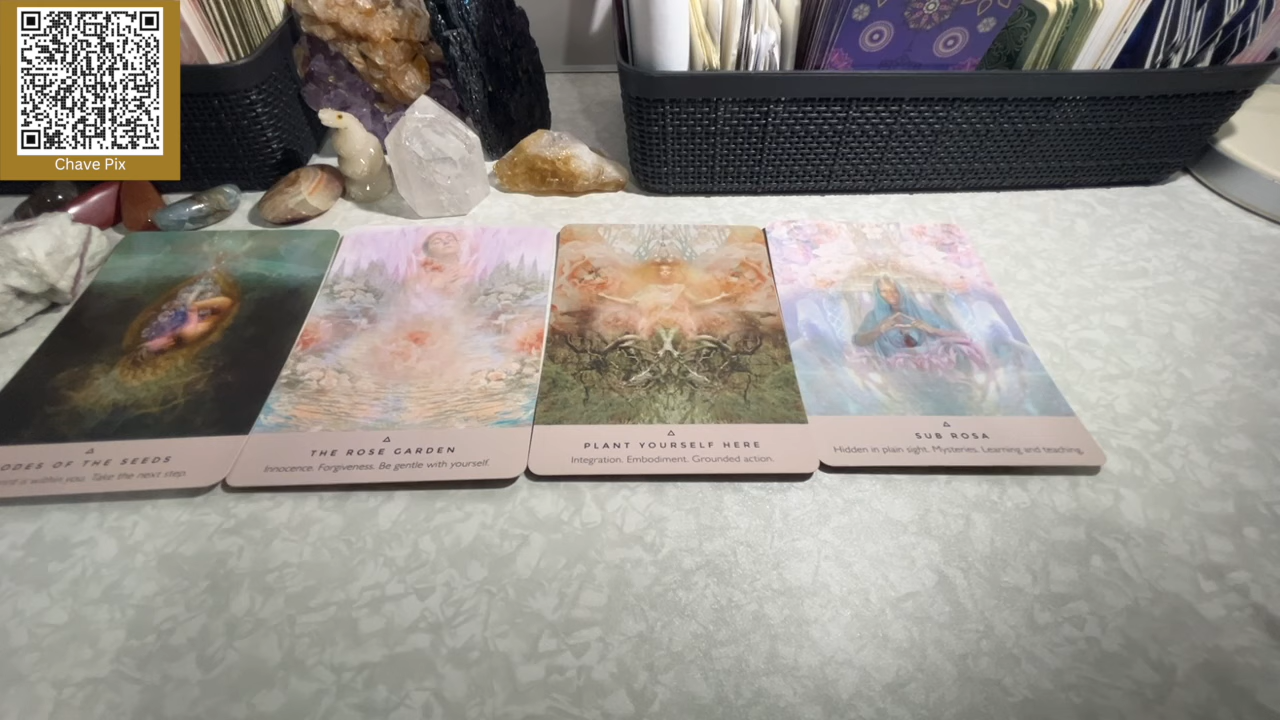 Chave Pix
ODES OF THE SEEDS
is within you. Take the next step.
THE ROSE GARDEN
Innocence. Forgiveness. Be gentle with yourself.
PLANT YOURSELF HERE
Integration. Embodiment. Grounded action.
SUB ROSA
Hidden in plain sight. Mysteries. Learning and teaching.